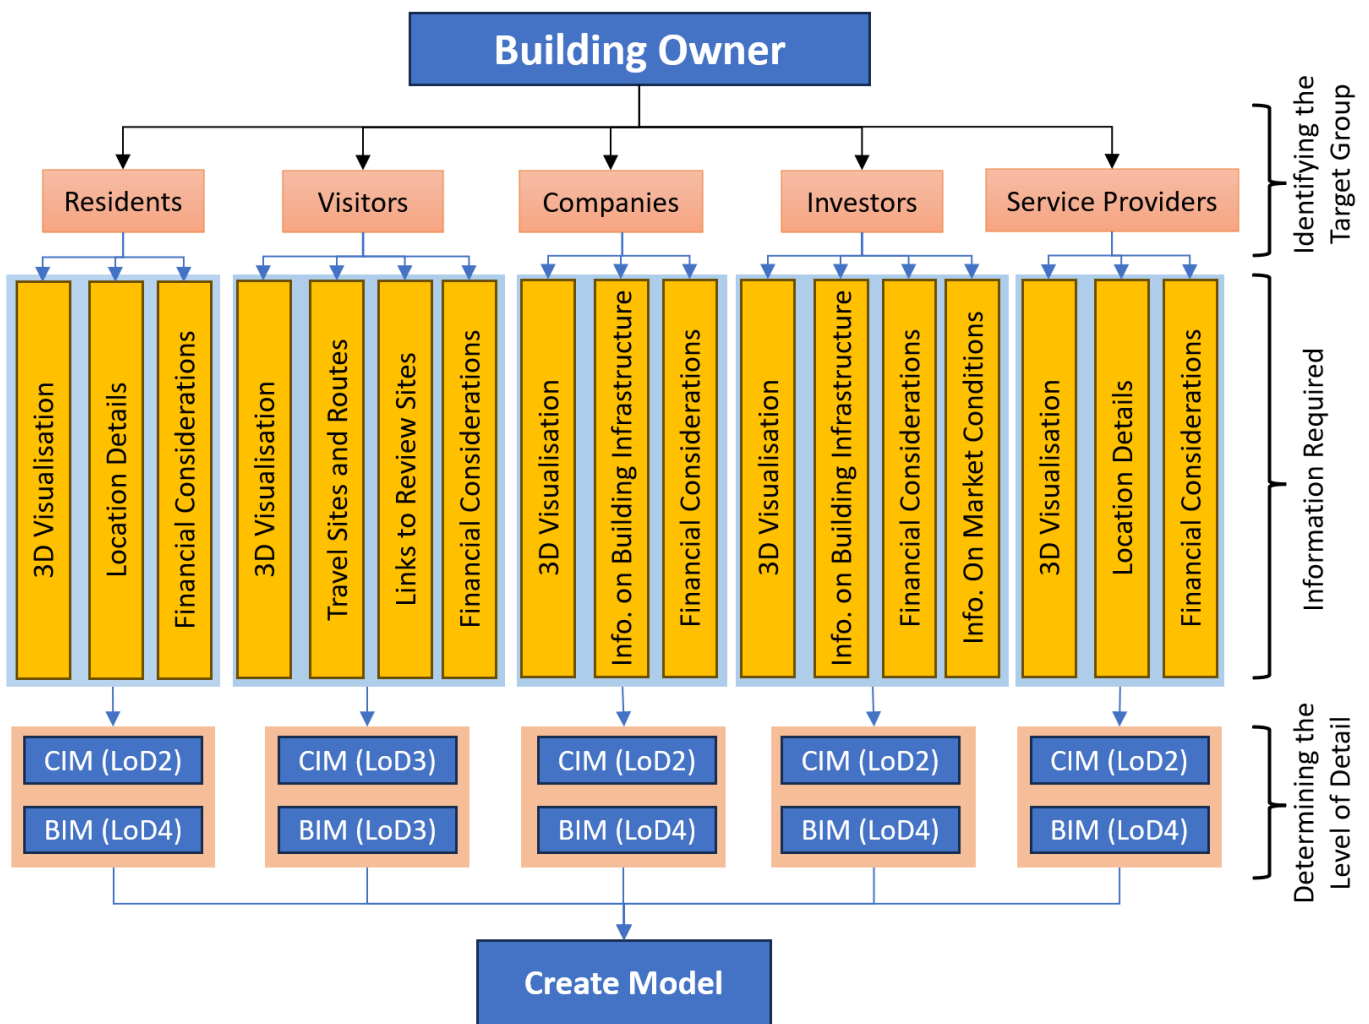 Building Owner
Identifying the
Target Group
Residents
Visitors
Companies
Investors
Service Providers
3D Visualisation
Location Details
Financial Considerations
3D Visualisation
Travel Sites and Routes
Links to Review Sites
Financial Considerations
3D Visualisation
Info. on Building Infrastructure
Financial Considerations
3D Visualisation
Info. on Building Infrastructure
Financial Considerations
Info. On Market Conditions
3D Visualisation
Location Details
Financial Considerations
Information Required
CIM (LoD2)
BIM (LoD4)
CIM (LoD3)
BIM (LoD3)
CIM (LoD2)
BIM (LoD4)
CIM (LoD2)
BIM (LoD4)
CIM (LoD2)
BIM (LoD4)
Determining the
Level of Detail
Create Model